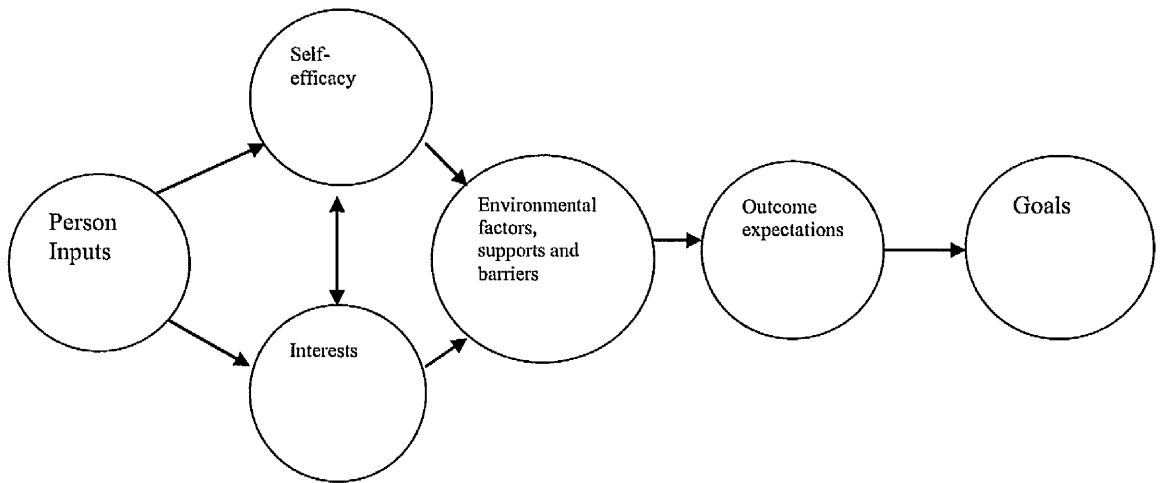 Self-
efficacy
Person
Inputs
Environmental
factors,
supports and
barriers
Outcome
expectations
Goals
Interests